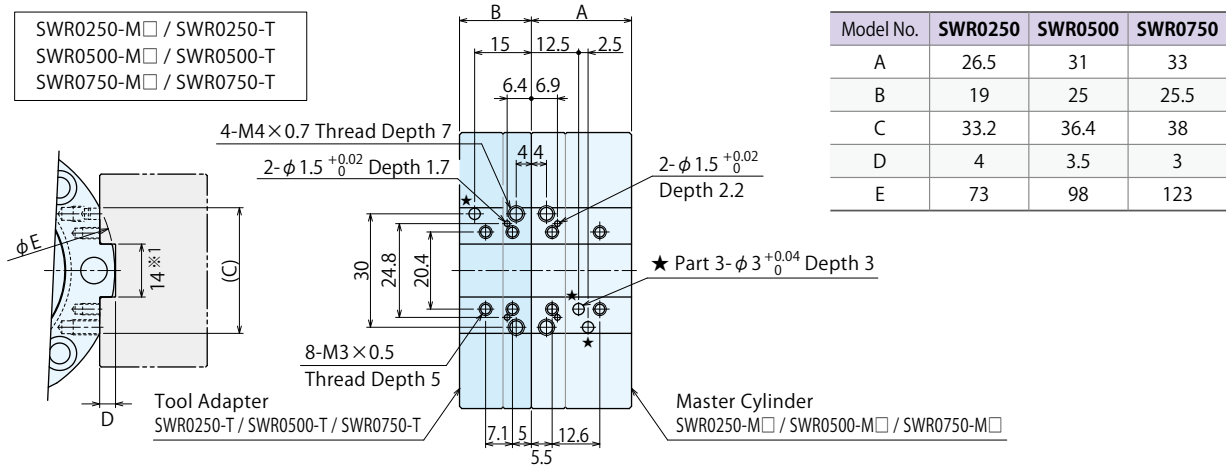 SWR0250-M□ / SWR0250-T
SWR0500-M□ / SWR0500-T
SWR0750-M□ / SWR0750-T
B A
15 12.5 2.5
6.4 6.9
4-M4×0.7 Thread Depth 7
4 4
2-φ1.5 +0.02 0 Depth 1.7
2-φ1.5 +0.02 0
Depth 2.2
★
φE
14 ※1
(C)
30
24.8
20.4
★ Part 3-φ3 +0.04 0 Depth 3
★
★
8-M3×0.5
Thread Depth 5
D
Tool Adapter
SWR0250-T / SWR0500-T / SWR0750-T
Master Cylinder
SWR0250-M□ / SWR0500-M□ / SWR0750-M□
7.1 5 12.6
5.5
Model No. SWR0250 SWR0500 SWR0750
A 26.5 31 33
B 19 25 25.5
C 33.2 36.4 38
D 4 3.5 3
E 73 98 123